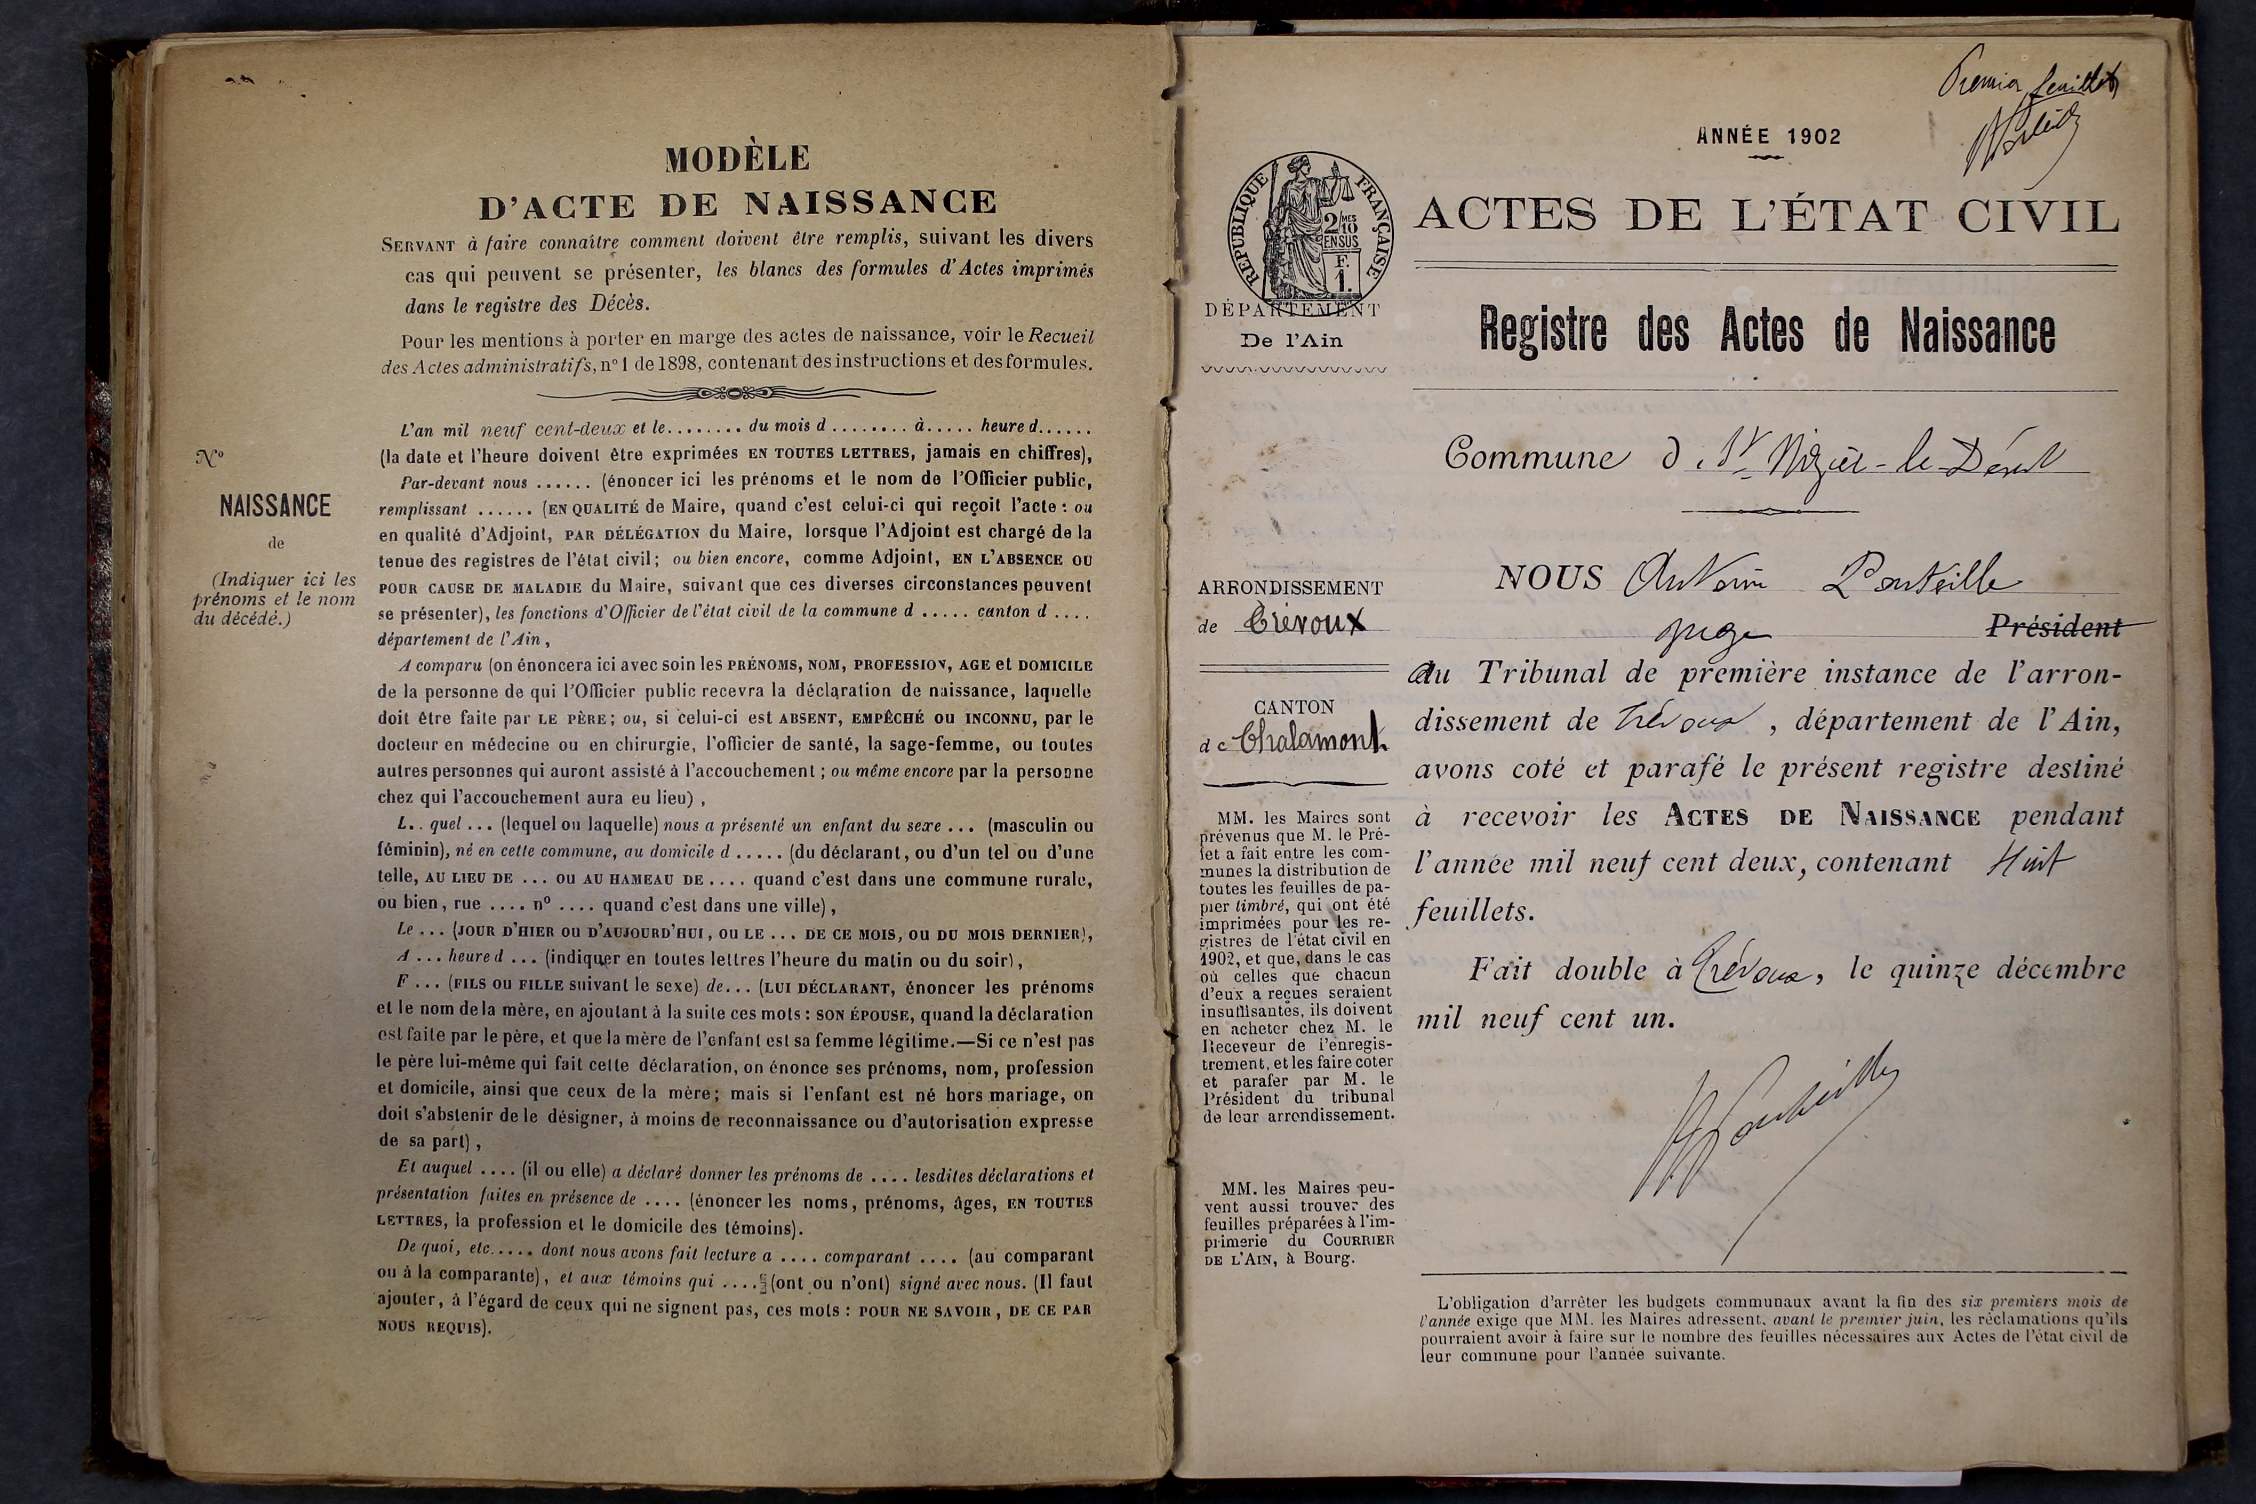 MODÈLE
D'ACTE DE NAISSANCE
SERVANT à faire connaître comment doivent être remplis, suivant les divers
cas qui peuvent se présenter, les blancs des formules d'Actes imprimés
dans le registre des Décès.
Pour les mentions à porter en marge des actes de naissance, voir le Recueil
des Actes administratifs, n° 1 de 1898, contenant des instructions et des formules.
N°
NAISSANCE
de
(Indiquer ici les
prénoms et le nom
du décédé.)
L'an mil neuf cent-deux et le........ du mois d ........ à..... heure d......
(la date et l'heure doivent être exprimées EN TOUTES LETTRES, jamais en chiffres),
Par-devant nous ...... (énoncer ici les prénoms et le nom de l'Officier public,
remplissant ...... (EN QUALITÉ de Maire, quand c'est celui-ci qui reçoit l'acte : ou
en qualité d'Adjoint, PAR DÉLÉGATION du Maire, lorsque l'Adjoint est chargé de la
tenue des registres de l'état civil; ou bien encore, comme Adjoint, EN L'ABSENCE OU
POUR CAUSE DE MALADIE du Maire, suivant que ces diverses circonstances peuvent
se présenter), les fonctions d'Officier de l'état civil de la commune d ..... canton d ....
département de l'Ain,
A comparu (on énoncera ici avec soin les PRÉNOMS, NOM, PROFESSION, AGE et DOMICILE
de la personne de qui l'Officier public recevra la déclaration de naissance, laquelle
doit être faite par LE PÈRE; ou, si celui-ci est ABSENT, EMPÊCHÉ OU INCONNU, par le
docteur en médecine ou en chirurgie, l'officier de santé, la sage-femme, ou toutes
autres personnes qui auront assisté à l'accouchement; ou même encore par la personne
chez qui l'accouchement aura eu lieu),
L.. quel ... (lequel ou laquelle) nous a présenté un enfant du sexe ... (masculin ou
féminin), né en cette commune, au domicile d ..... (du déclarant, ou d'un tel ou d'une
telle, AU LIEU DE ... OU AU HAMEAU DE .... quand c'est dans une commune rurale,
ou bien, rue .... n° .... quand c'est dans une ville),
Le ... (JOUR D'HIER OU D'AUJOURD'HUI, OU LE ... DE CE MOIS, OU DU MOIS DERNIER),
A ... heure d ... (indiquer en toutes lettres l'heure du matin ou du soir),
F ... (FILS OU FILLE suivant le sexe) de... (LUI DÉCLARANT, énoncer les prénoms
et le nom de la mère, en ajoutant à la suite ces mots : SON ÉPOUSE, quand la déclaration
est faite par le père, et que la mère de l'enfant est sa femme légitime.—Si ce n'est pas
le père lui-même qui fait cette déclaration, on énonce ses prénoms, nom, profession
et domicile, ainsi que ceux de la mère; mais si l'enfant est né hors mariage, on
doit s'abstenir de le désigner, à moins de reconnaissance ou d'autorisation expresse
de sa part),
Et auquel .... (il ou elle) a déclaré donner les prénoms de .... lesdites déclarations et
présentation faites en présence de .... (énoncer les noms, prénoms, âges, EN TOUTES
LETTRES, la profession et le domicile des témoins).
De quoi, etc..... dont nous avons fait lecture a .... comparant .... (au comparant
ou à la comparante), et aux témoins qui .... (ont ou n'ont) signé avec nous. (Il faut
ajouter, à l'égard de ceux qui ne signent pas, ces mots : POUR NE SAVOIR, DE CE PAR
NOUS REQUIS).
Premier feuillet
ANNÉE 1902
RÉPUBLIQUE FRANÇAISE
2/10 MES
EN SUS
F.
1.
ACTES DE L'ÉTAT CIVIL
DÉPARTEMENT
De l'Ain
Registre des Actes de Naissance
Commune d St Nizier-le-Désert
ARRONDISSEMENT
de Trévoux
CANTON
de Chalamont
MM. les Maires sont
prévenus que M. le Pré-
fet a fait entre les com-
munes la distribution de
toutes les feuilles de pa-
pier timbré, qui ont été
imprimées pour les re-
gistres de l'état civil en
1902, et que, dans le cas
où celles que chacun
d'eux a reçues seraient
insuffisantes, ils doivent
en acheter chez M. le
Receveur de l'enregis-
trement, et les faire coter
et parafer par M. le
Président du tribunal
de leur arrondissement.
MM. les Maires peu-
vent aussi trouver des
feuilles préparées à l'im-
primerie du COURRIER
DE L'AIN, à Bourg.
NOUS Antoine Ponteille
juge Président
au Tribunal de première instance de l'arron-
dissement de Trévoux, département de l'Ain,
avons coté et parafé le présent registre destiné
à recevoir les ACTES DE NAISSANCE pendant
l'année mil neuf cent deux, contenant Huit
feuillets.
Fait double à Trévoux, le quinze décembre
mil neuf cent un.
Ponteille
L'obligation d'arrêter les budgets communaux avant la fin des six premiers mois de
l'année exige que MM. les Maires adressent, avant le premier juin, les réclamations qu'ils
pourraient avoir à faire sur le nombre des feuilles nécessaires aux Actes de l'état civil de
leur commune pour l'année suivante.